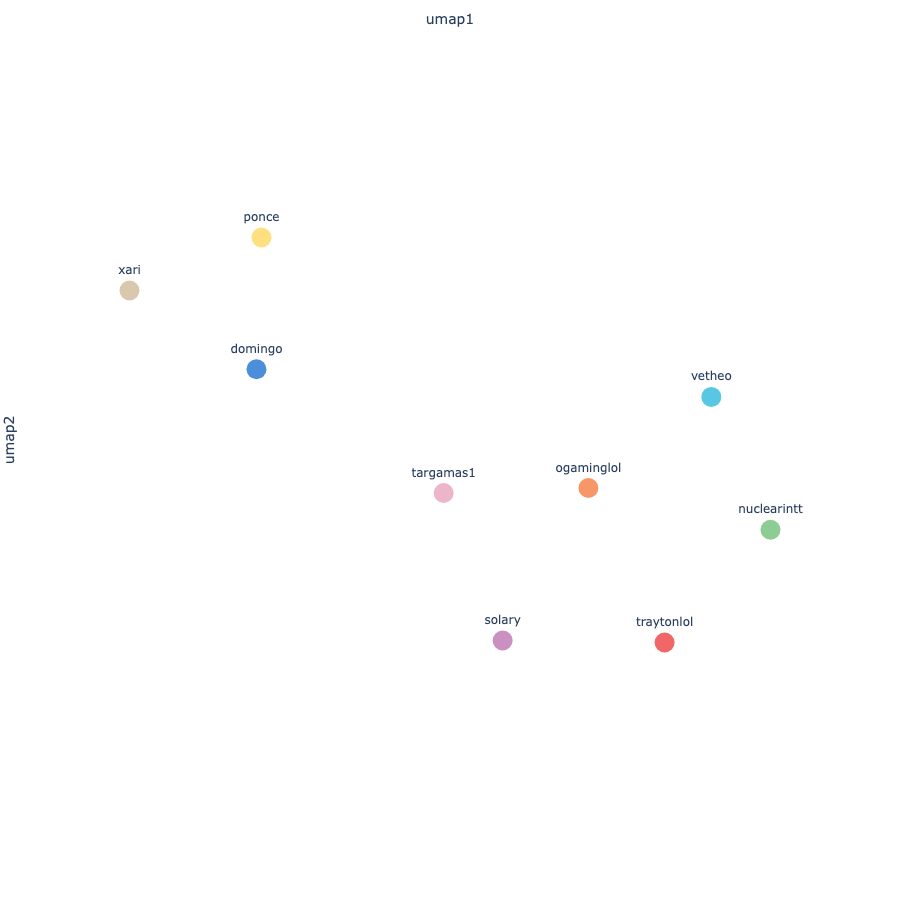 umap1
ponce
xari
domingo
vetheo
umap2
targamas1
ogaminglol
nuclearintt
solary
traytonlol